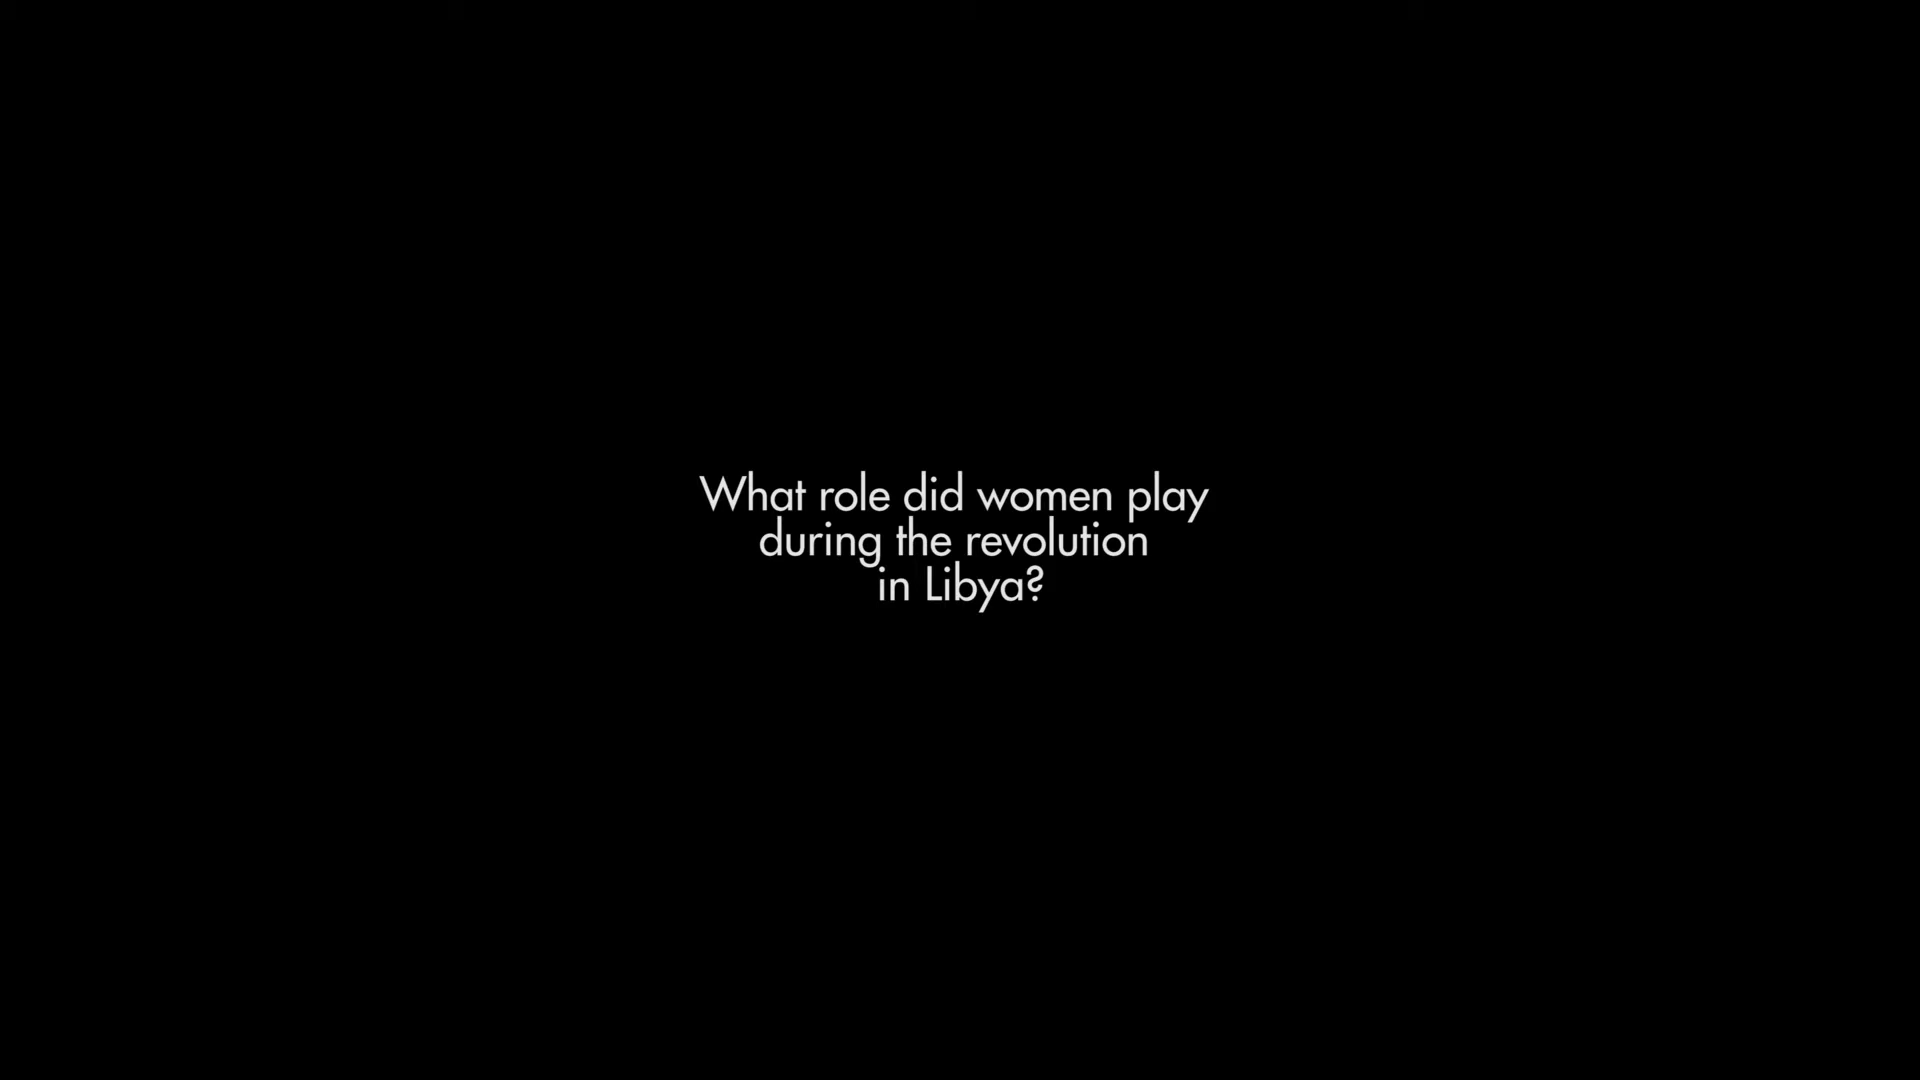 What role did women play
during the revolution
in Libya?